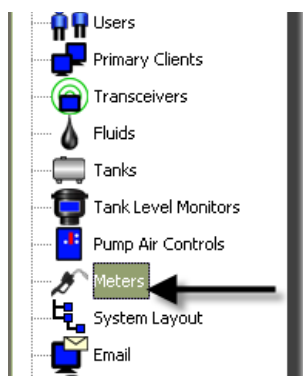 Users
Primary Clients
Transceivers
Fluids
Tanks
Tank Level Monitors
Pump Air Controls
Meters
System Layout
Email